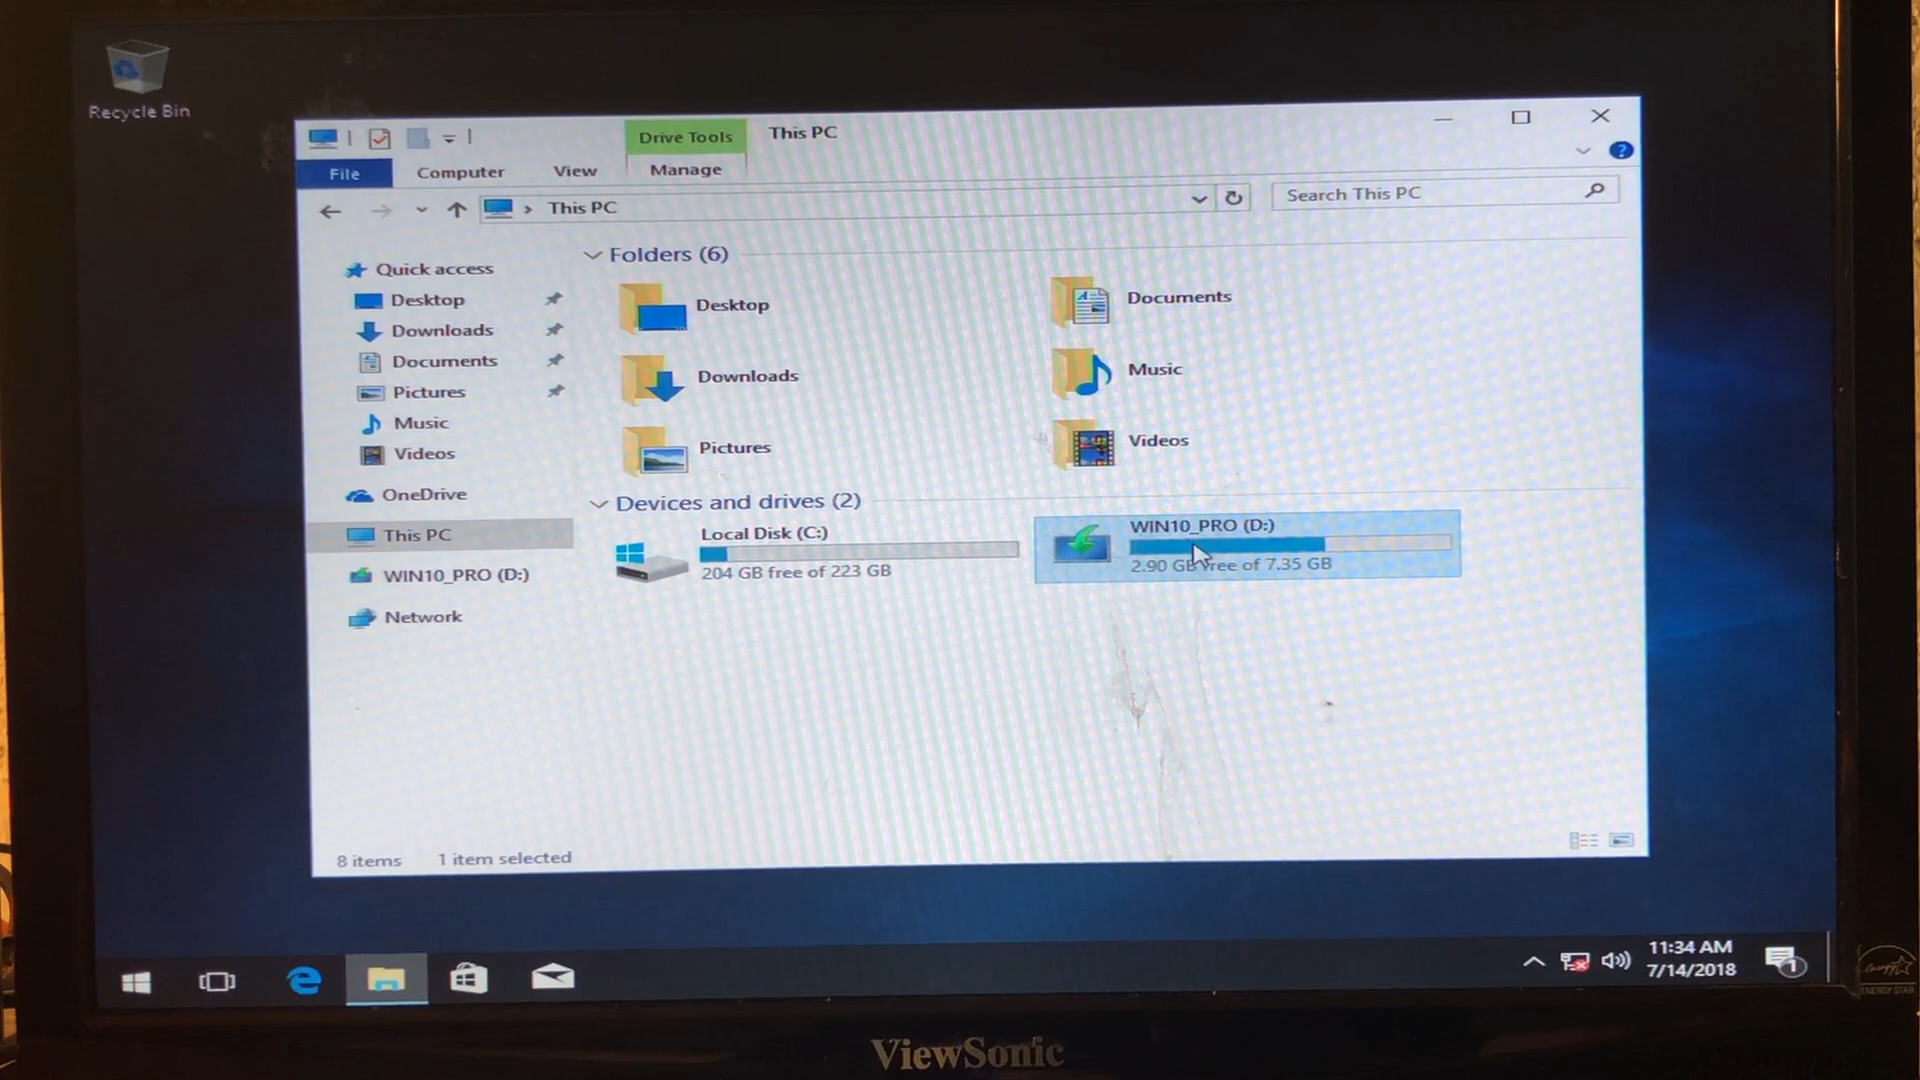 Recycle Bin
Drive Tools
This PC
File
Computer
View
Manage
This PC
Search This PC
Quick access
Desktop
Downloads
Documents
Pictures
Music
Videos
OneDrive
This PC
WIN10_PRO (D:)
Network
Folders (6)
Desktop
Documents
Downloads
Music
Pictures
Videos
Devices and drives (2)
Local Disk (C:)
204 GB free of 223 GB
WIN10_PRO (D:)
2.90 GB free of 7.35 GB
8 items
1 item selected
11:34 AM
7/14/2018
1
ViewSonic
ENERGY STAR